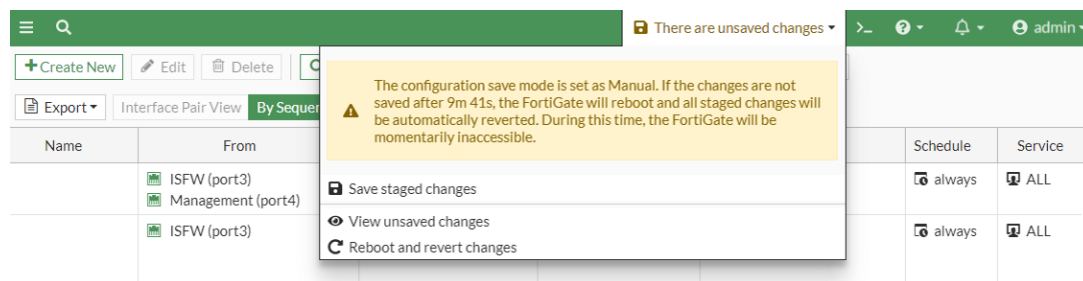 There are unsaved changes
>_
admin
+ Create New
Edit
Delete
The configuration save mode is set as Manual. If the changes are not
saved after 9m 41s, the FortiGate will reboot and all staged changes will
be automatically reverted. During this time, the FortiGate will be
momentarily inaccessible.
Export
Interface Pair View
Save staged changes
View unsaved changes
Reboot and revert changes
Name
From
Schedule
Service
ISFW (port3)
Management (port4)
always
ALL
ISFW (port3)
always
ALL